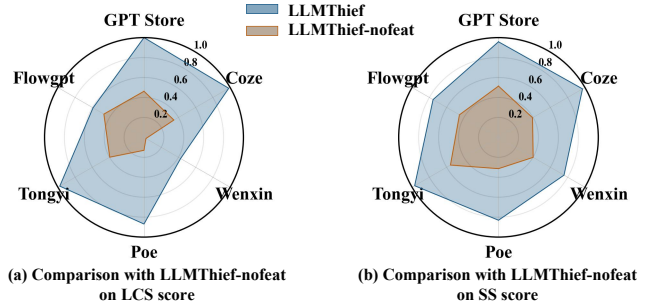 LLMThief
LLMThief-nofeat
GPT Store
1.0
0.8
0.6
0.4
0.2
Flowgpt
Coze
Tongyi
Wenxin
Poe
(a) Comparison with LLMThief-nofeat
on LCS score
GPT Store
1.0
0.8
0.6
0.4
0.2
Flowgpt
Coze
Tongyi
Wenxin
Poe
(b) Comparison with LLMThief-nofeat
on SS score